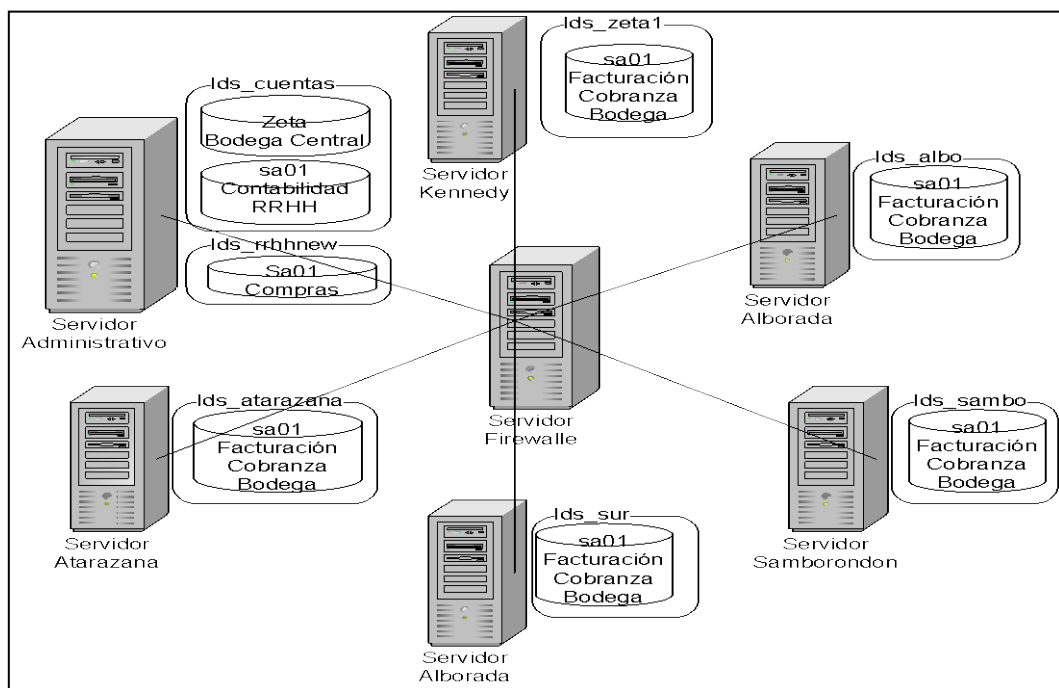 Ids_zeta1
sa01
Facturación
Cobranza
Bodega
Servidor
Kennedy
Ids_cuentas
Zeta
Bodega Central
sa01
Contabilidad
RRHH
Ids_rrhhnew
Sa01
Compras
Servidor
Administrativo
Ids_albo
sa01
Facturación
Cobranza
Bodega
Servidor
Alborada
Servidor
Firewalle
Ids_atarazana
sa01
Facturación
Cobranza
Bodega
Servidor
Atarazana
Ids_sambo
sa01
Facturación
Cobranza
Bodega
Servidor
Samborondon
Ids_sur
sa01
Facturación
Cobranza
Bodega
Servidor
Alborada